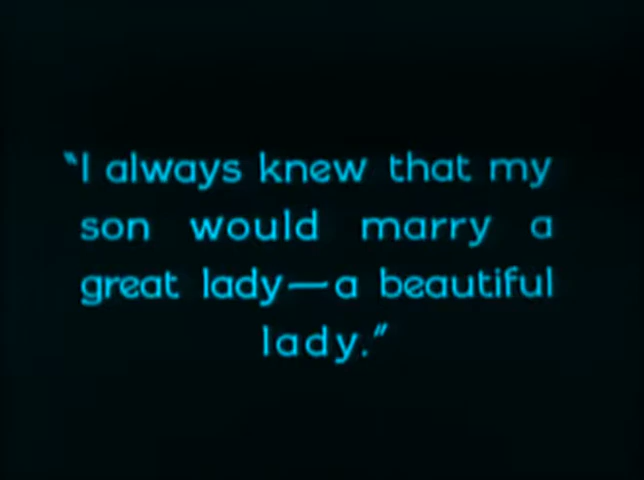 "I always knew that my
son would marry a
great lady—a beautiful
lady."